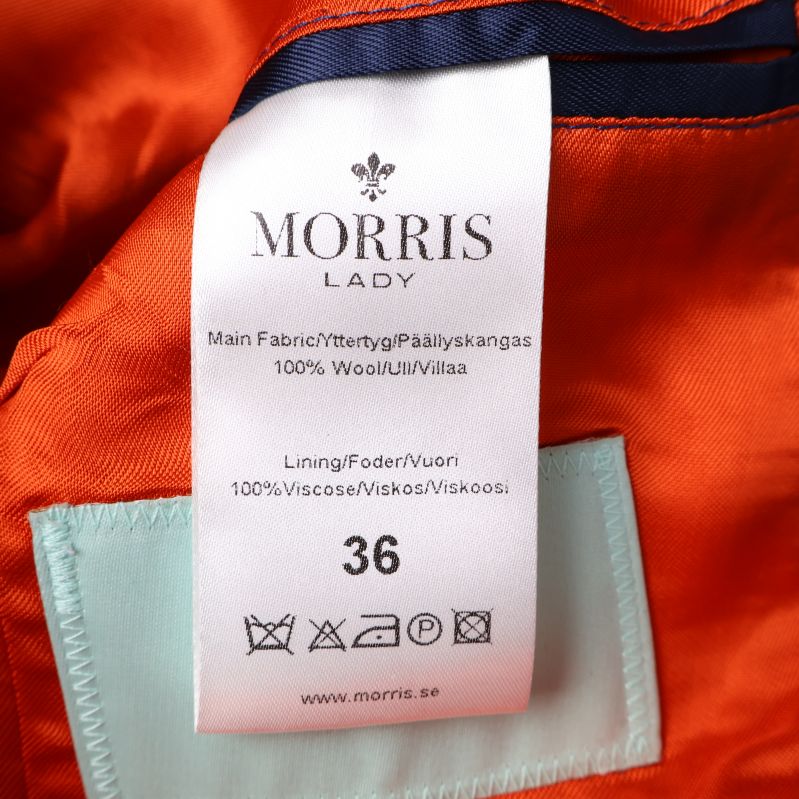 MORRIS
LADY
Main Fabric/Yttertyg/Päällyskangas
100% Wool/Ull/Villaa
Lining/Foder/Vuori
100%Viscose/Viskos/Viskoosi
36
P
www.morris.se